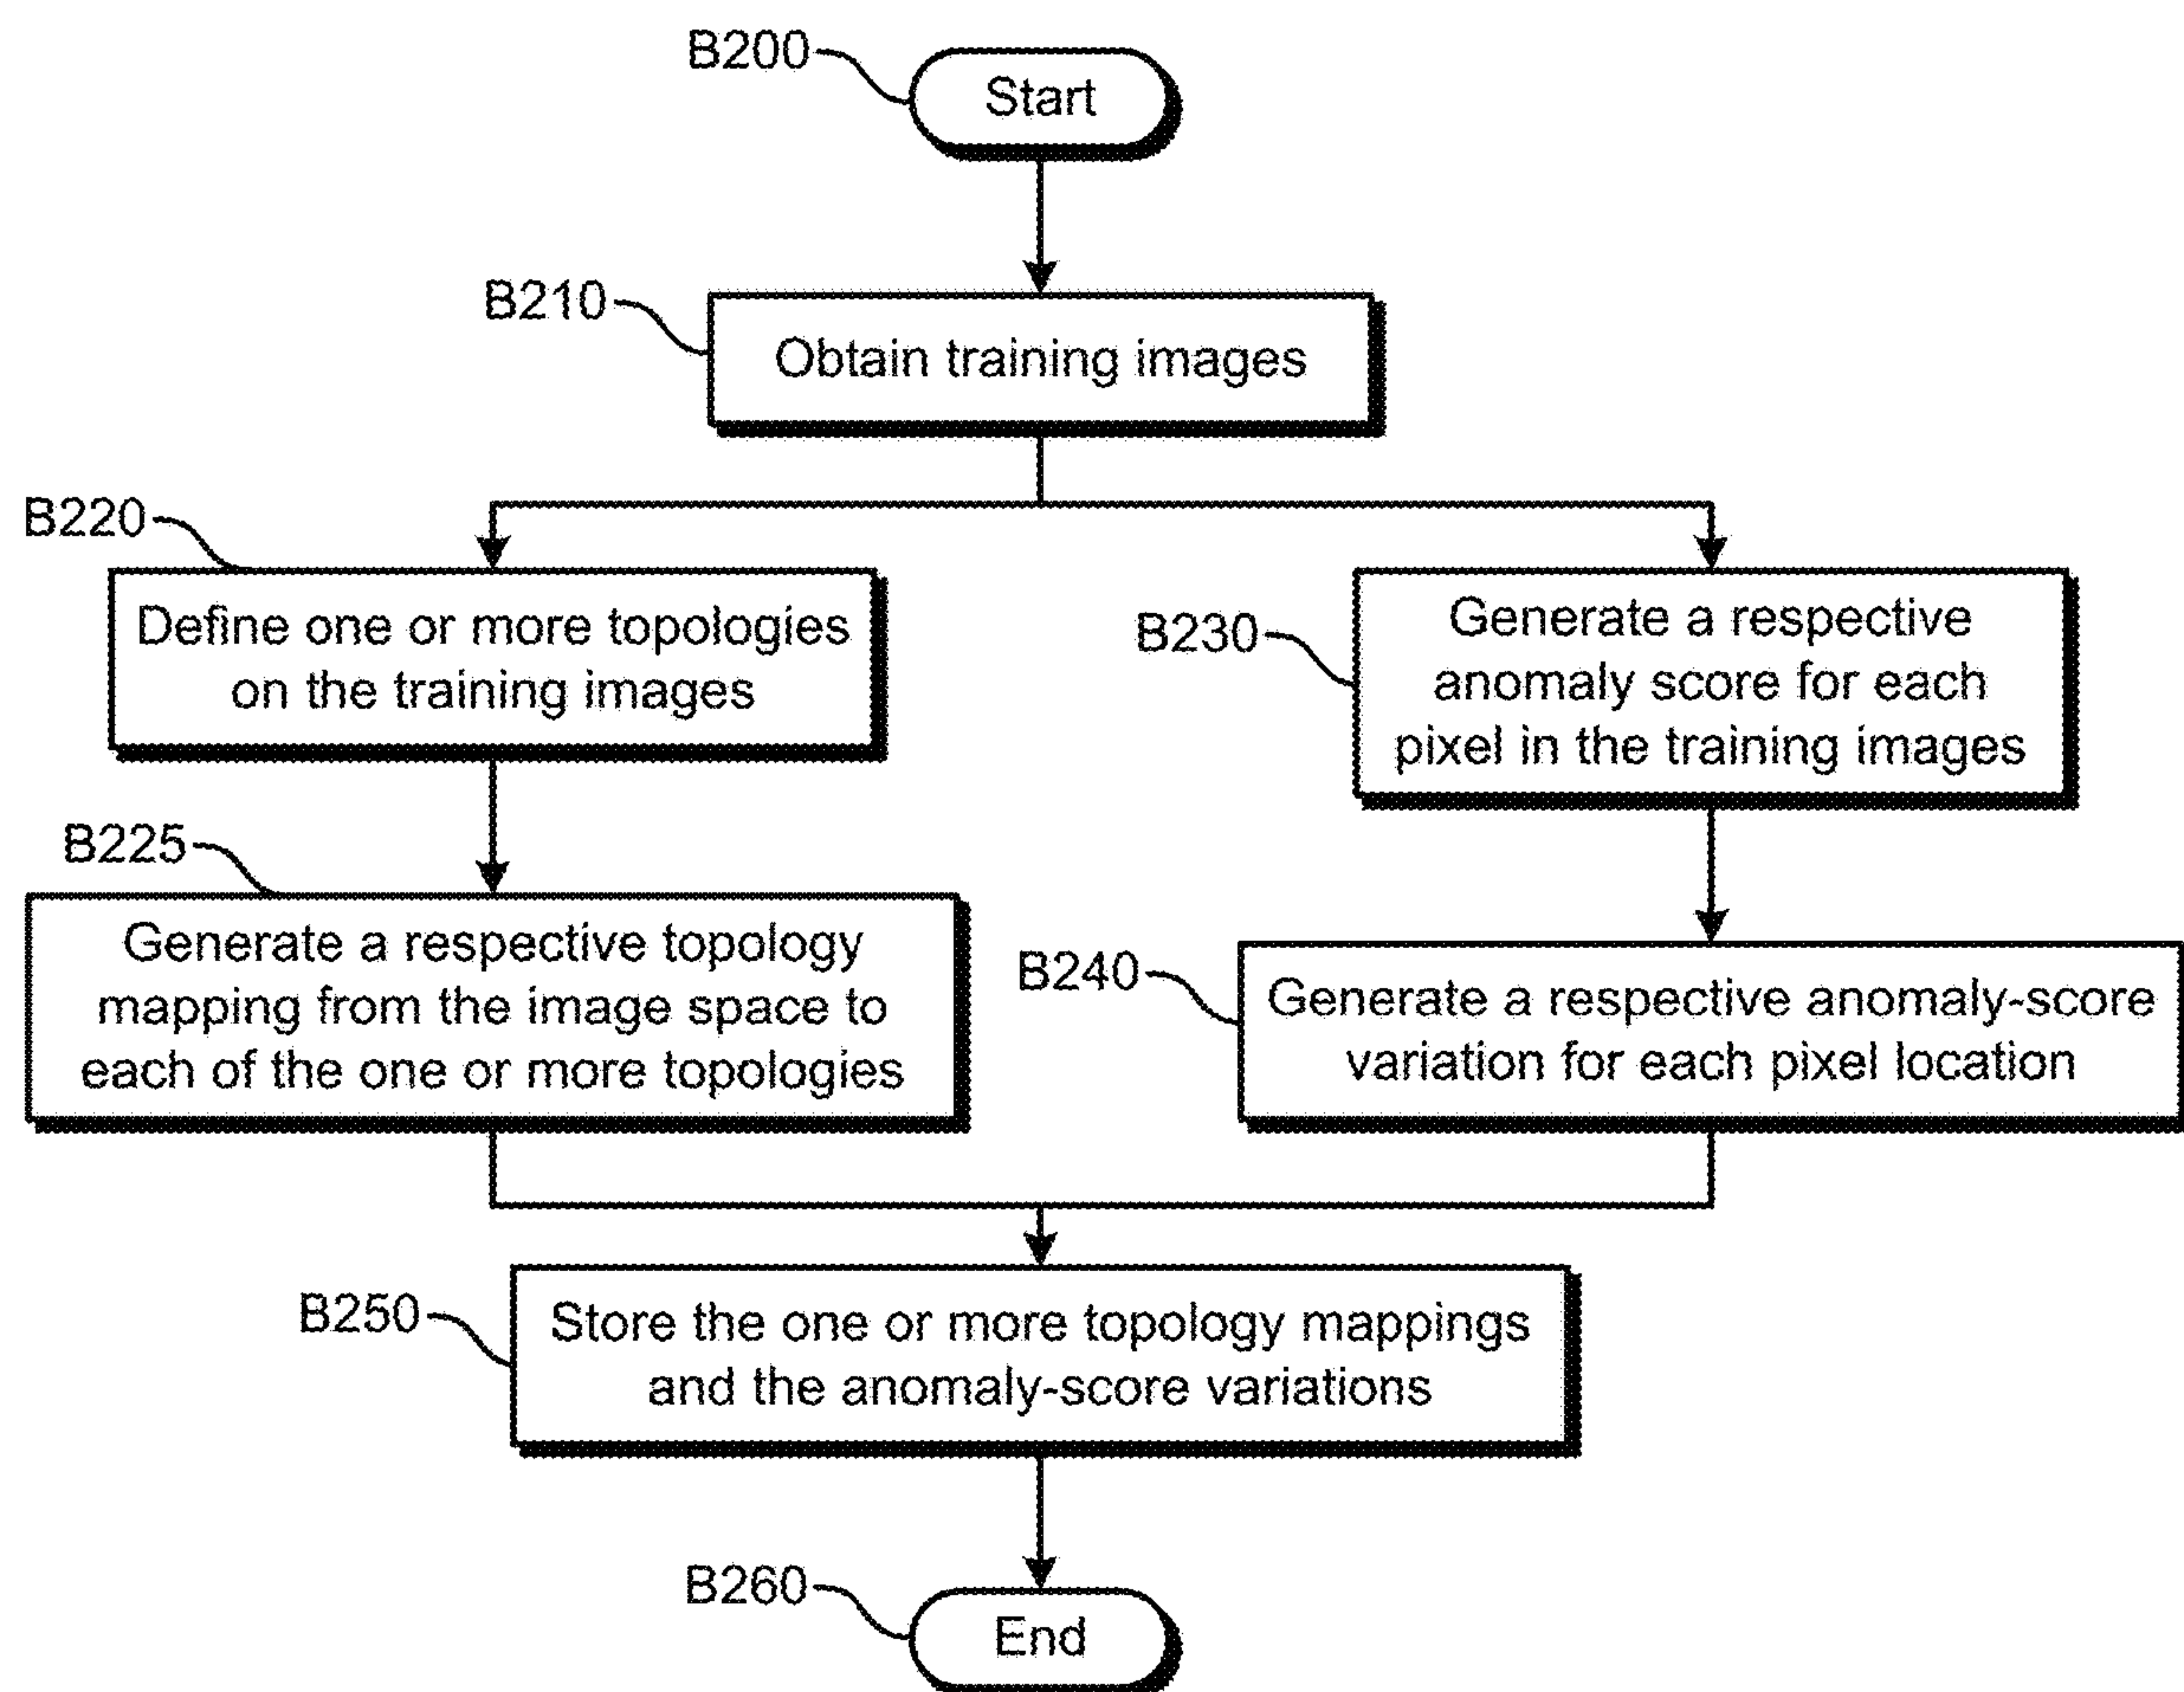 B200
Start
B210
Obtain training images
B220
Define one or more topologies
on the training images
B230
Generate a respective
anomaly score for each
pixel in the training images
B225
Generate a respective topology
mapping from the image space to
each of the one or more topologies
B240
Generate a respective anomaly-score
variation for each pixel location
B250
Store the one or more topology mappings
and the anomaly-score variations
B260
End